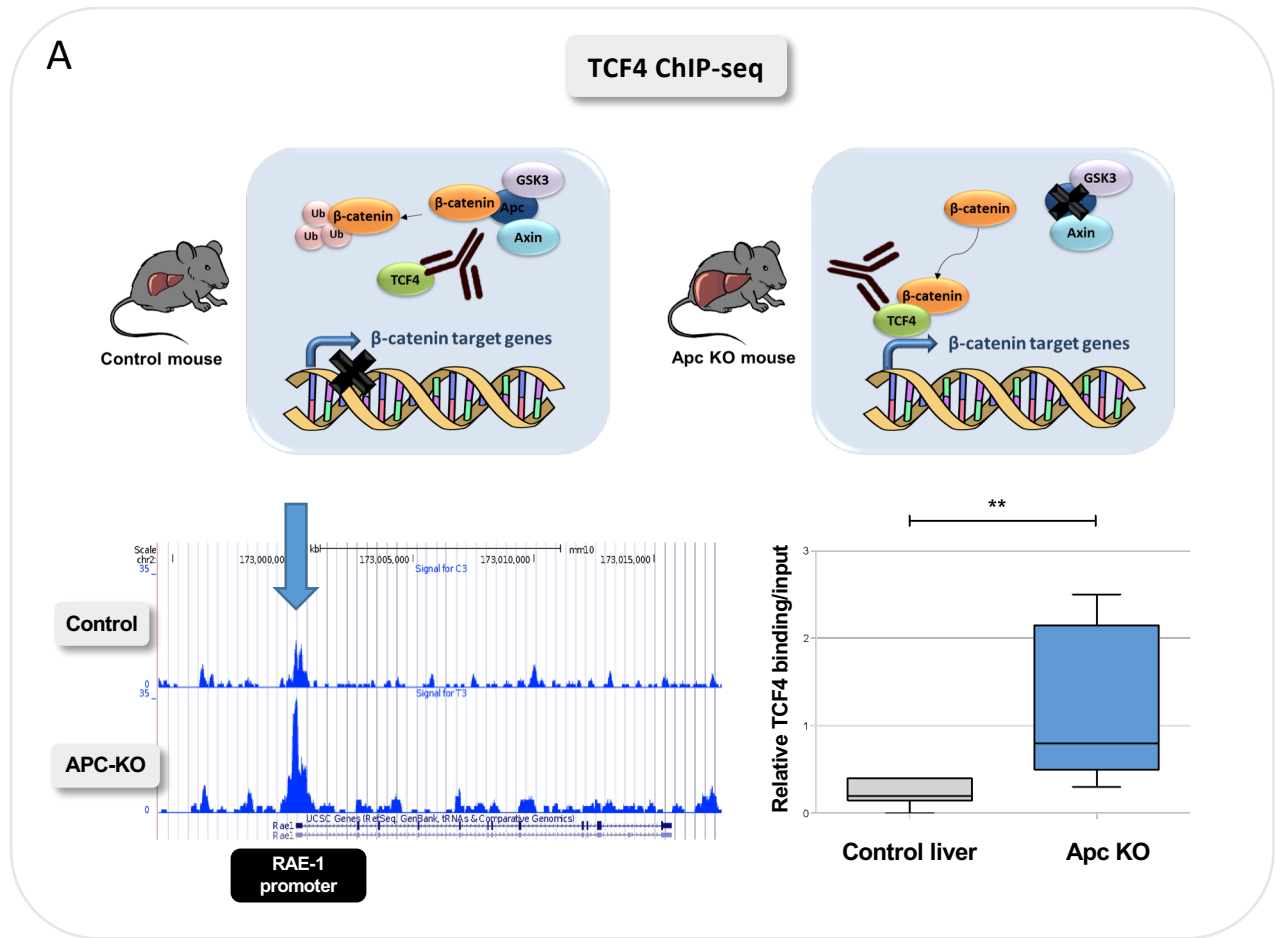 A
TCF4 ChIP-seq
GSK3
β-catenin
Apc
Ub
β-catenin
Ub
Ub
Axin
TCF4
β-catenin target genes
Control mouse
GSK3
β-catenin
Axin
β-catenin
TCF4
β-catenin target genes
Apc KO mouse
Scale
kb
mm10
chr2:
173,000,00
173,005,000
173,010,000
173,015,000
35
Signal for C3
Control
0
35
Signal for T3
APC-KO
0
UCSC Genes (RefSeq, GenBank, tRNAs & Comparative Genomics)
Rae1
Rae1
RAE-1
promoter
**
Relative TCF4 binding/input
3
2
1
0
Control liver
Apc KO